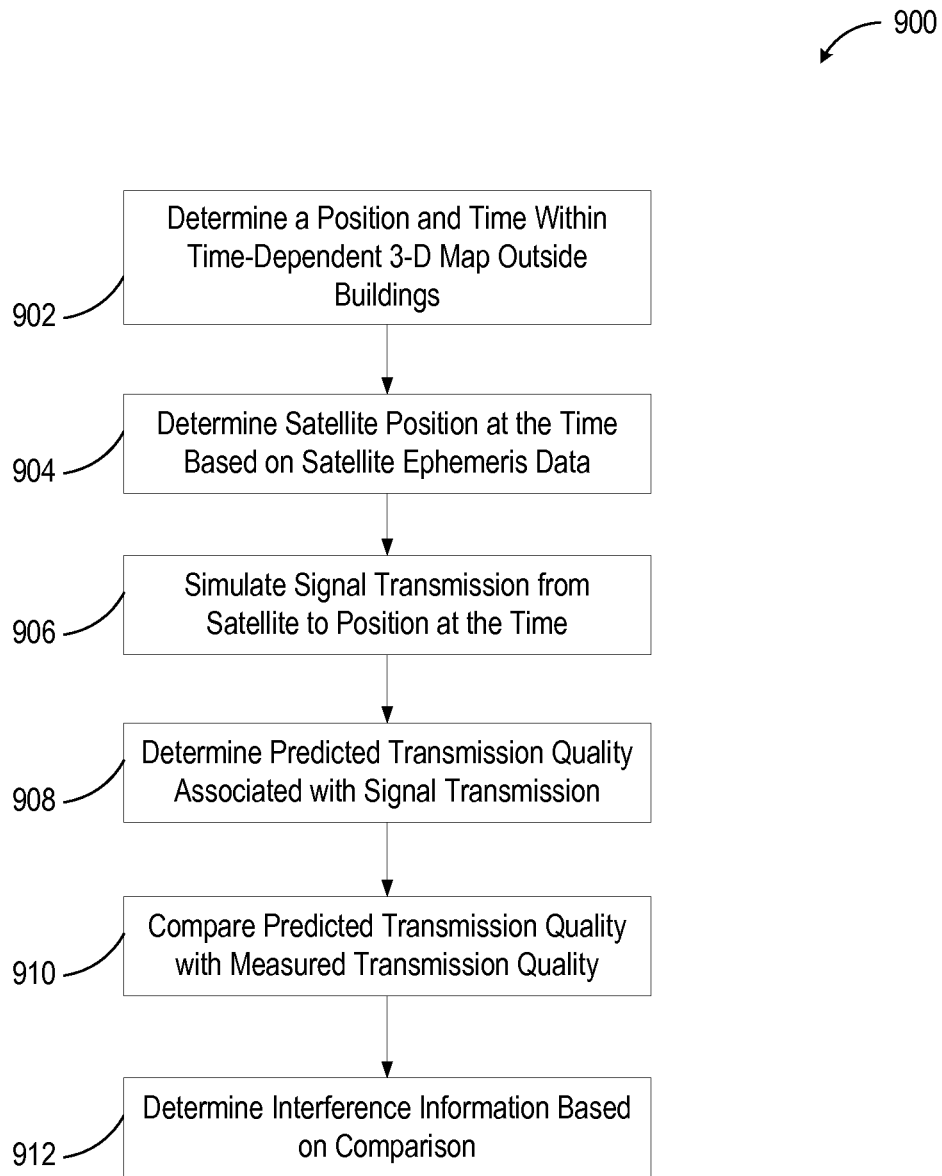 900
Determine a Position and Time Within
Time-Dependent 3-D Map Outside
Buildings
902
Determine Satellite Position at the Time
Based on Satellite Ephemeris Data
904
Simulate Signal Transmission from
Satellite to Position at the Time
906
Determine Predicted Transmission Quality
Associated with Signal Transmission
908
Compare Predicted Transmission Quality
with Measured Transmission Quality
910
Determine Interference Information Based
on Comparison
912